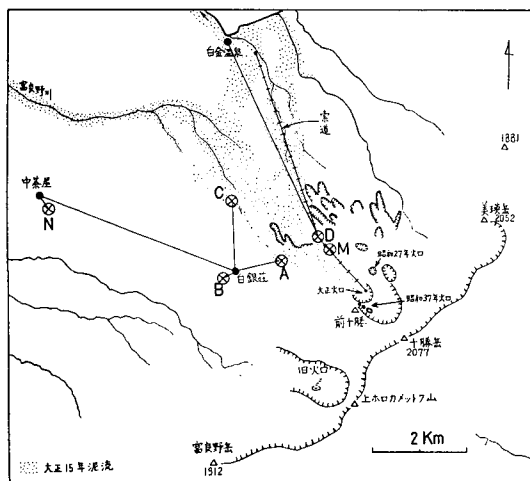 白金温泉
富良野川
索道
1881
中茶屋
N
C
美瑛岳
2052
D
M
昭和27年火口
A
白銀荘
B
大正火口
昭和37年火口
前十勝
十勝岳
2077
旧火口
上ホロカメットク山
2 Km
富良野岳
1912
大正15年泥流